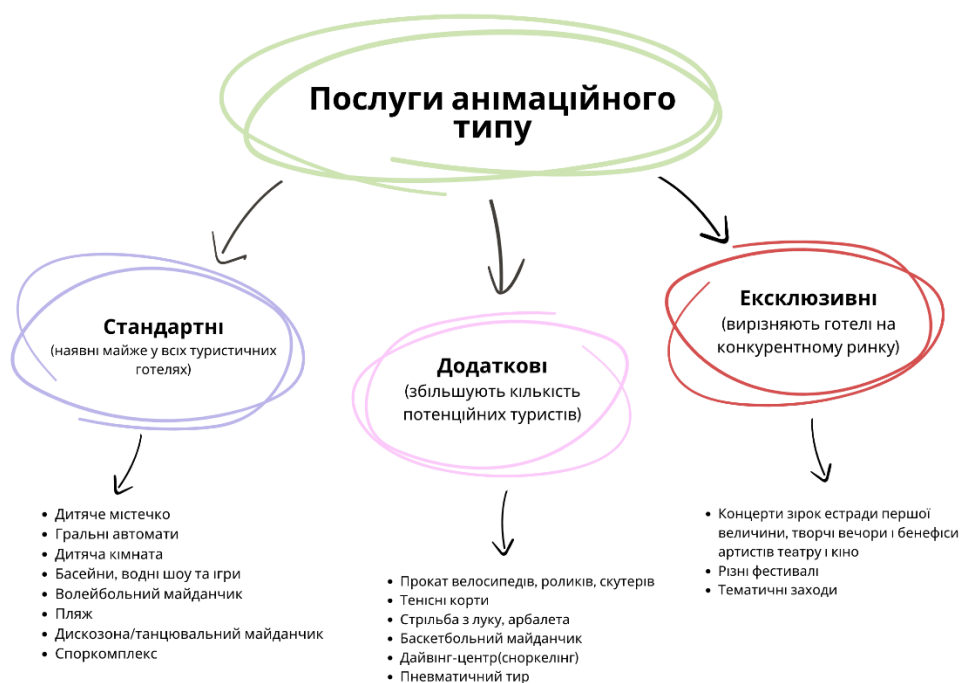 Послуги анімаційного
типу
Стандартні
(наявні майже у всіх туристичних
готелях)
Додаткові
(збільшують кількість
потенційних туристів)
Ексклюзивні
(вирізняють готелі на
конкурентному ринку)
• Дитяче містечко
• Гральні автомати
• Дитяча кімната
• Басейни, водні шоу та ігри
• Волейбольний майданчик
• Пляж
• Дискозона/танцювальний майданчик
• Споркомплекс
• Прокат велосипедів, роликів, скутерів
• Тенісні корти
• Стрільба з луку, арбалета
• Баскетбольний майданчик
• Дайвінг-центр(сноркелінг)
• Пневматичний тир
• Концерти зірок естради першої
величини, творчі вечори і бенефіси
артистів театру і кіно
• Різні фестивалі
• Тематичні заходи